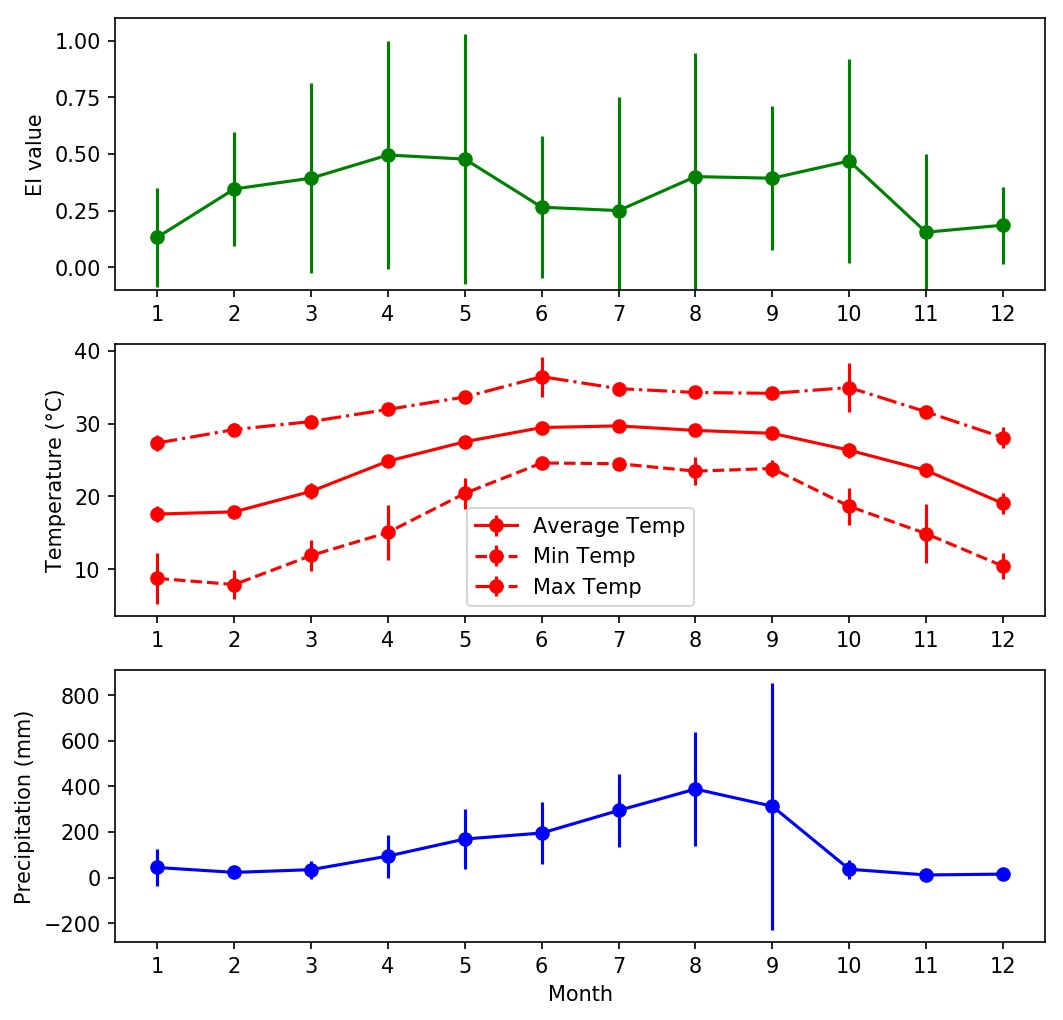 1.00
0.75
0.50
0.25
0.00
EI value
1 2 3 4 5 6 7 8 9 10 11 12
40
30
20
10
Temperature (°C)
Average Temp
Min Temp
Max Temp
1 2 3 4 5 6 7 8 9 10 11 12
800
600
400
200
0
−200
Precipitation (mm)
1 2 3 4 5 6 7 8 9 10 11 12
Month